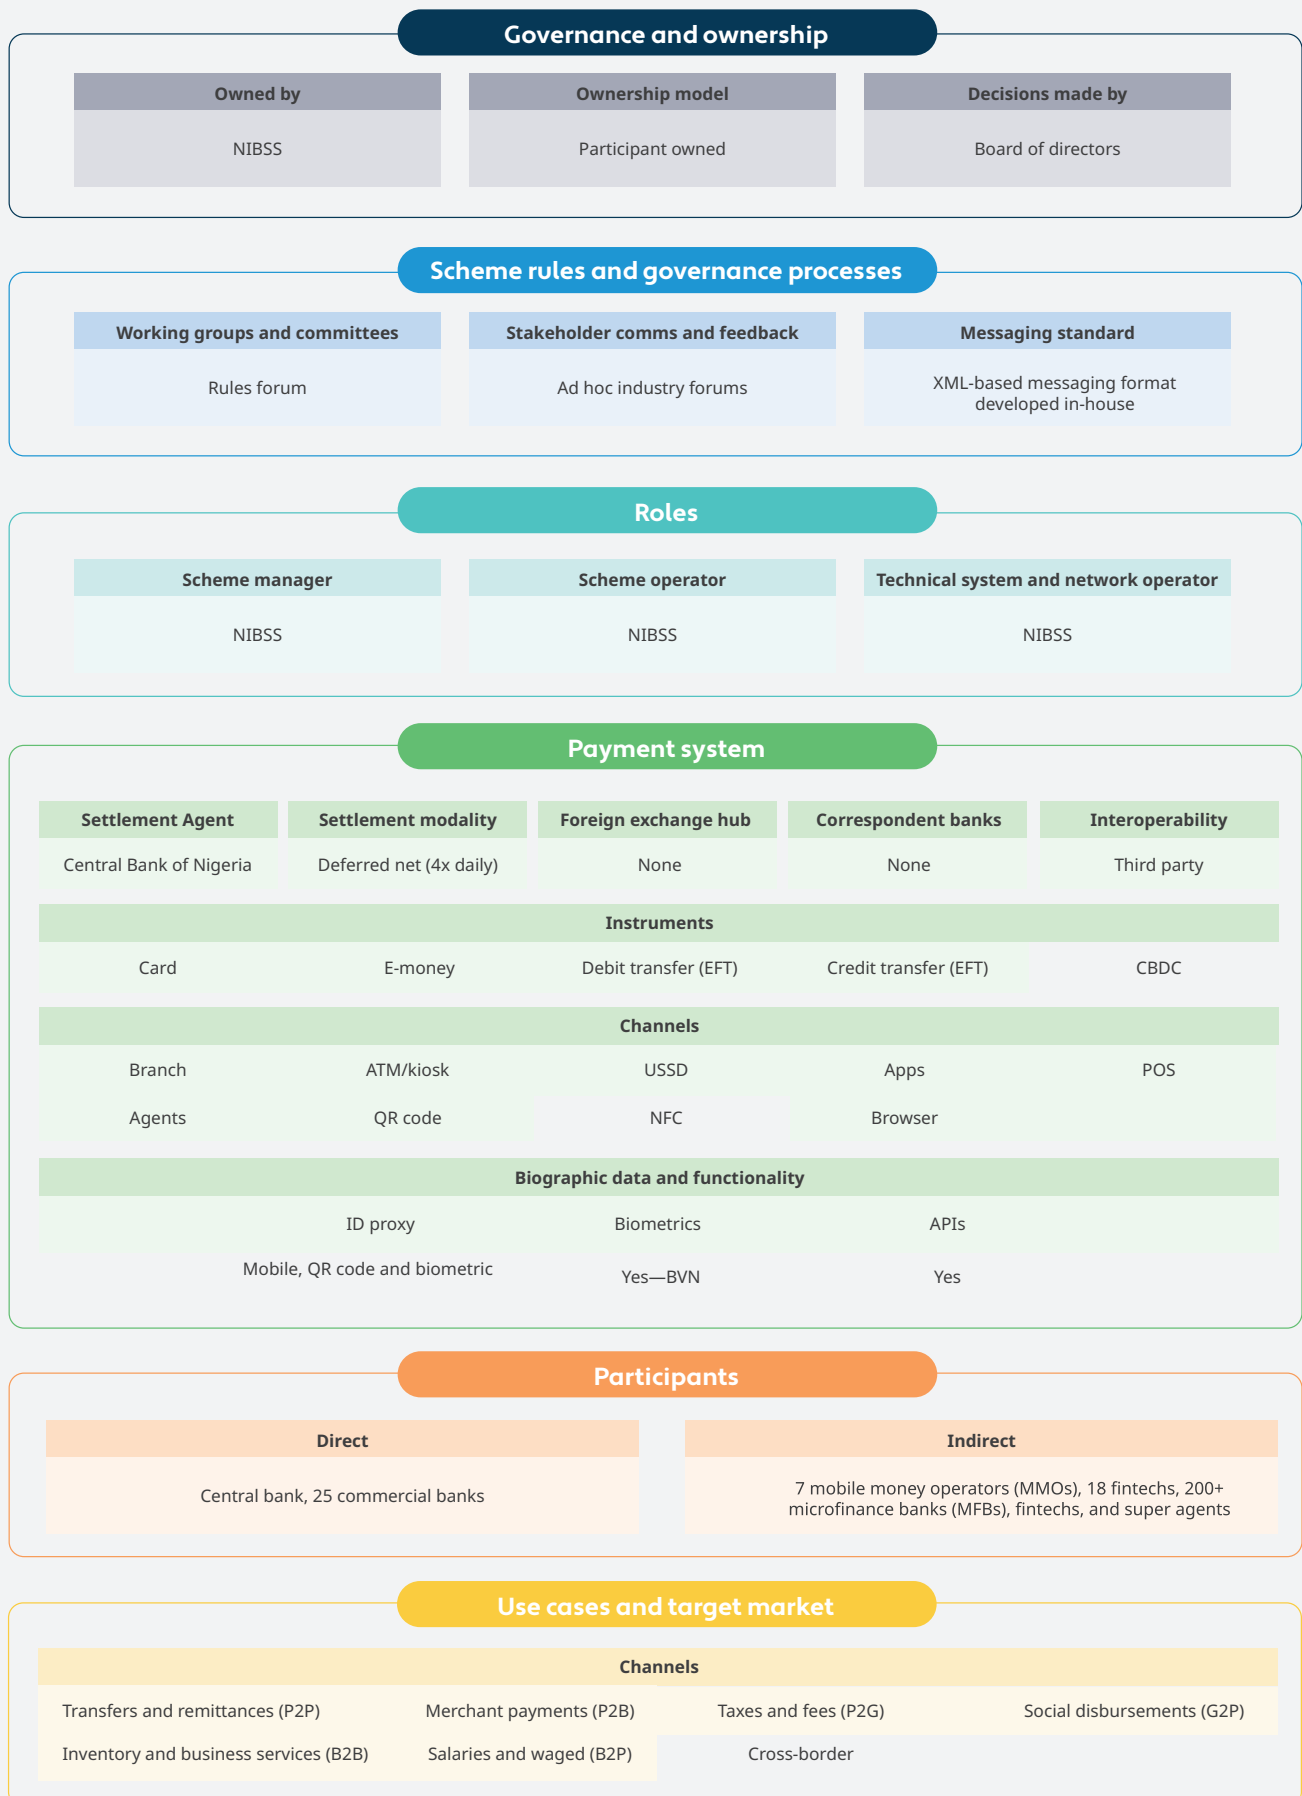 Governance and ownership
Owned by
Ownership model
Decisions made by
NIBSS
Participant owned
Board of directors
Scheme rules and governance processes
Working groups and committees
Stakeholder comms and feedback
Messaging standard
Rules forum
Ad hoc industry forums
XML-based messaging format
developed in-house
Roles
Scheme manager
Scheme operator
Technical system and network operator
NIBSS
NIBSS
NIBSS
Payment system
Settlement Agent
Settlement modality
Foreign exchange hub
Correspondent banks
Interoperability
Central Bank of Nigeria
Deferred net (4x daily)
None
None
Third party
Instruments
Card
E-money
Debit transfer (EFT)
Credit transfer (EFT)
CBDC
Channels
Branch
ATM/kiosk
USSD
Apps
POS
Agents
QR code
NFC
Browser
Biographic data and functionality
ID proxy
Biometrics
APIs
Mobile, QR code and biometric
Yes—BVN
Yes
Participants
Direct
Indirect
Central bank, 25 commercial banks
7 mobile money operators (MMOs), 18 fintechs, 200+
microfinance banks (MFBs), fintechs, and super agents
Use cases and target market
Channels
Transfers and remittances (P2P)
Merchant payments (P2B)
Taxes and fees (P2G)
Social disbursements (G2P)
Inventory and business services (B2B)
Salaries and waged (B2P)
Cross-border